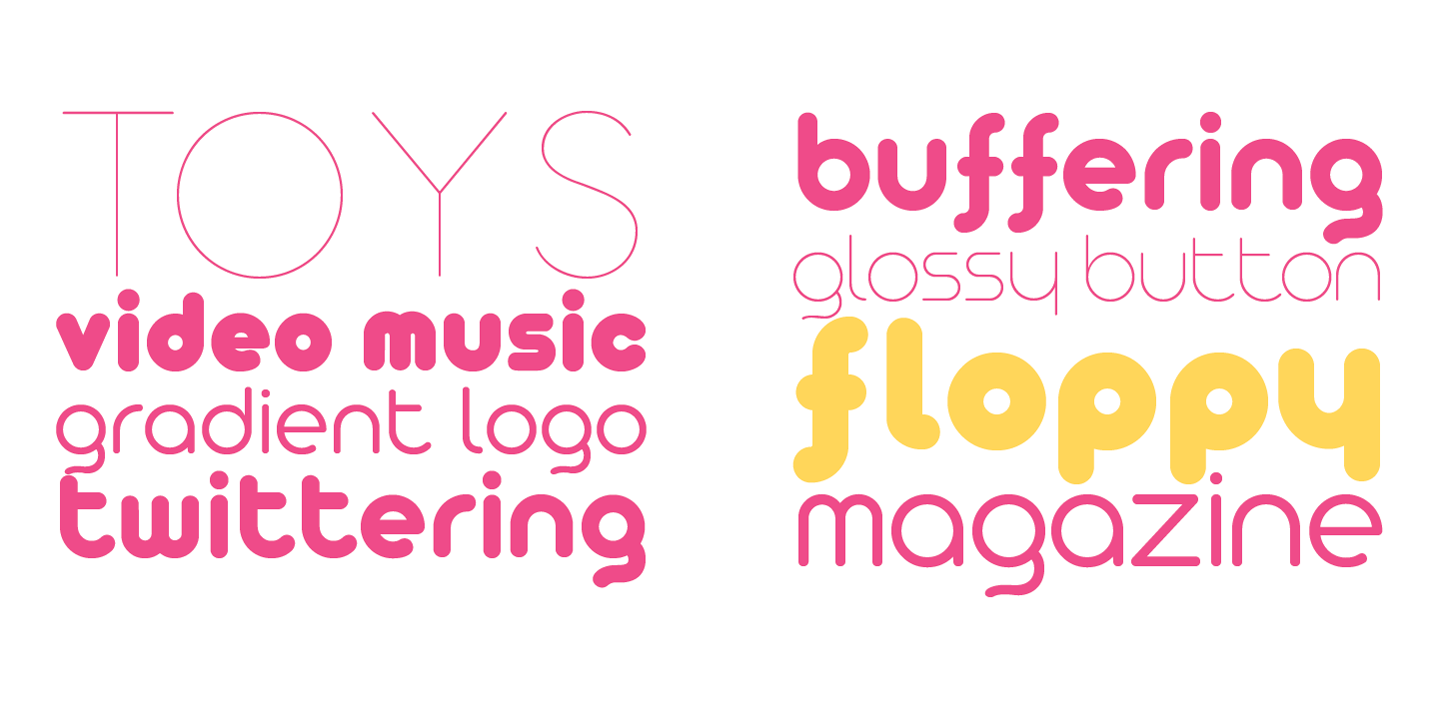 TOYS
video music
gradient logo
twittering
buffering
glossy button
floppy
magazine